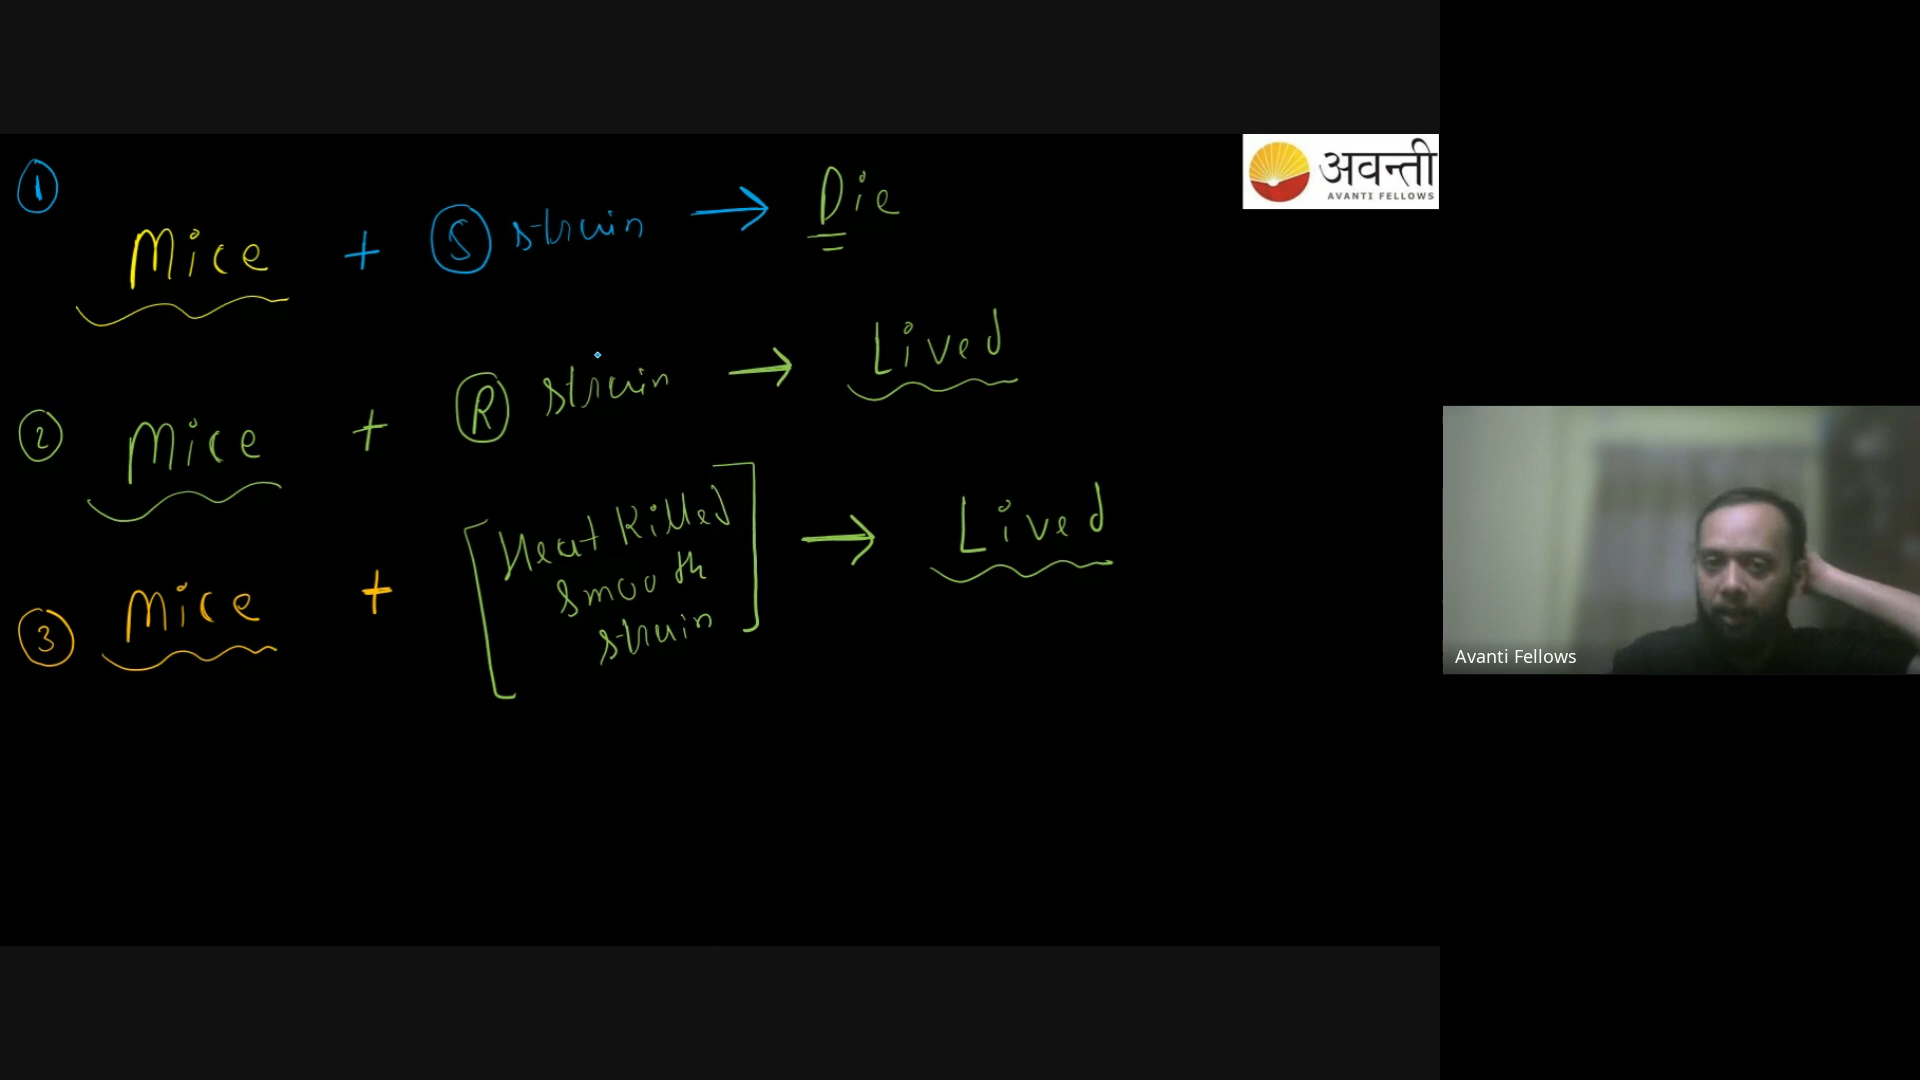 1
Mice + S strain → Die
2 Mice + R strain → Lived
3 Mice + [Heat Killed
smooth
strain] → Lived
अवन्ती
AVANTI FELLOWS
Avanti Fellows